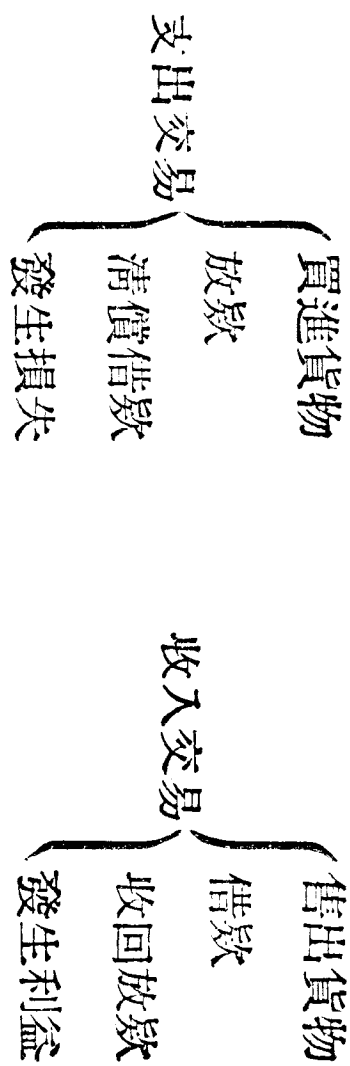 支出交易
買進貨物
放款
清償借款
發生損失
收入交易
售出貨物
借款
收回放款
發生利益